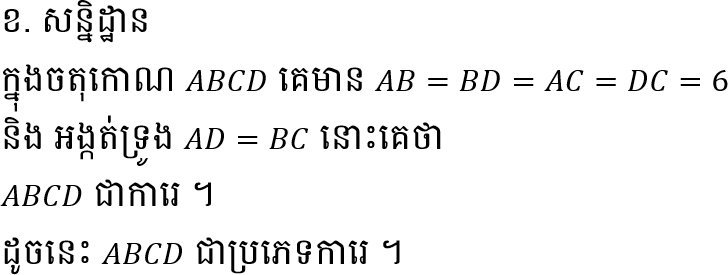 ខ. សន្និដ្ឋាន
ក្នុងចតុកោណ ABCD គេមាន AB = BD = AC = DC = 6
និង អង្កត់ទ្រូង AD = BC នោះគេថា
ABCD ជាការេ ។
ដូចនេះ ABCD ជាប្រភេទការេ ។